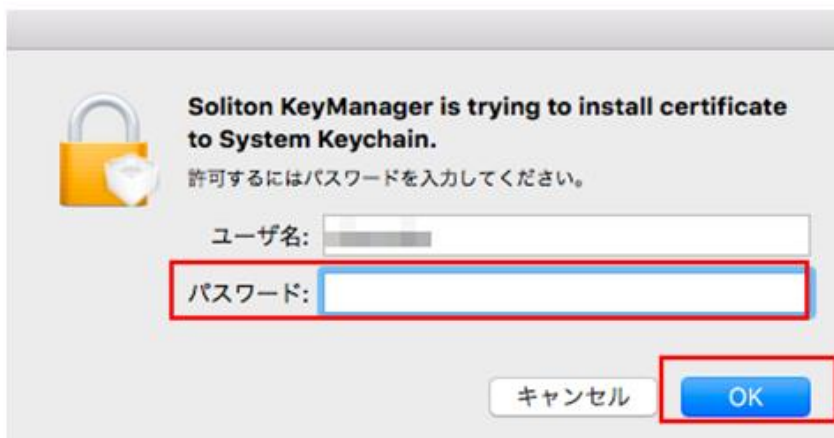 Soliton KeyManager is trying to install certificate
to System Keychain.
許可するにはパスワードを入力してください。
ユーザ名:
パスワード:
キャンセル
OK